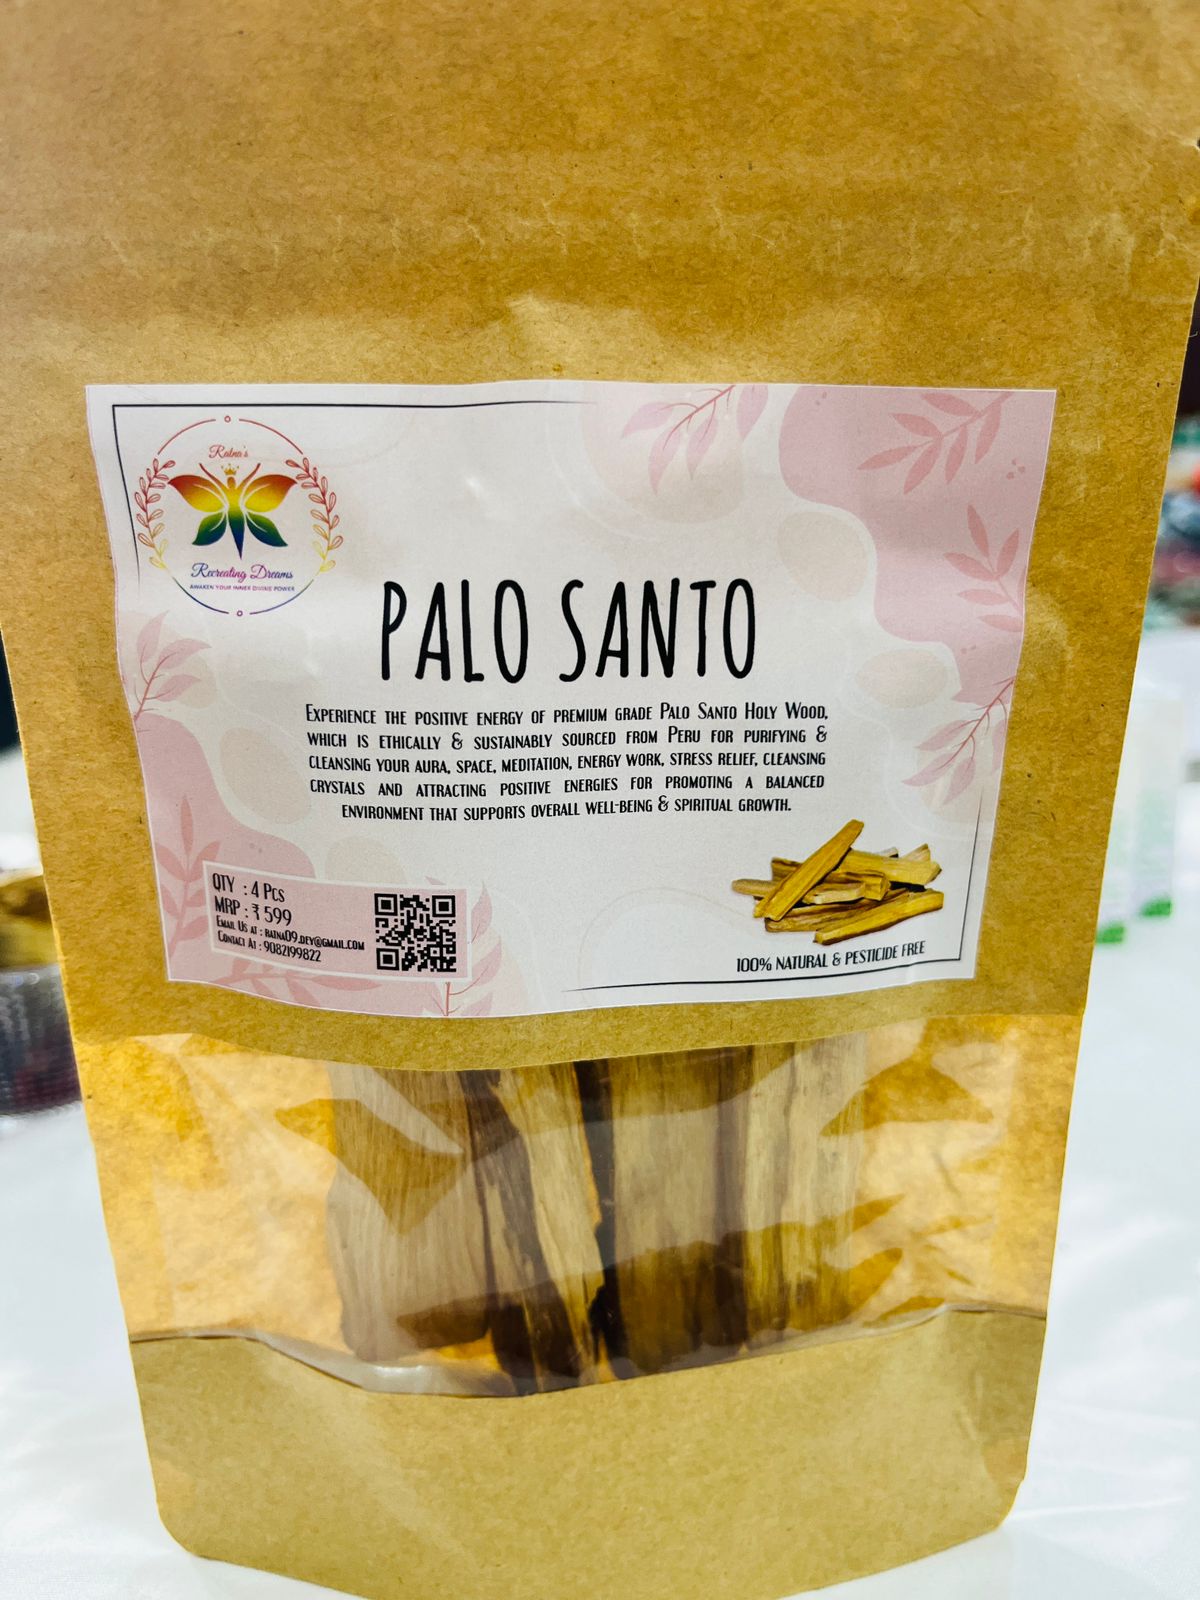 Ratna's
Recreating Dreams
AWAKEN YOUR INNER DIVINE POWER
PALO SANTO
EXPERIENCE THE POSITIVE ENERGY OF PREMIUM GRADE PALO SANTO HOLY WOOD,
WHICH IS ETHICALLY & SUSTAINABLY SOURCED FROM PERU FOR PURIFYING &
CLEANSING YOUR AURA, SPACE, MEDITATION, ENERGY WORK, STRESS RELIEF, CLEANSING
CRYSTALS AND ATTRACTING POSITIVE ENERGIES FOR PROMOTING A BALANCED
ENVIRONMENT THAT SUPPORTS OVERALL WELL-BEING & SPIRITUAL GROWTH.
QTY : 4 PCS
MRP : ₹ 599
EMAIL US AT : RATNA09.DEY@GMAIL.COM
CONTACT AT : 9082199822
100% NATURAL & PESTICIDE FREE